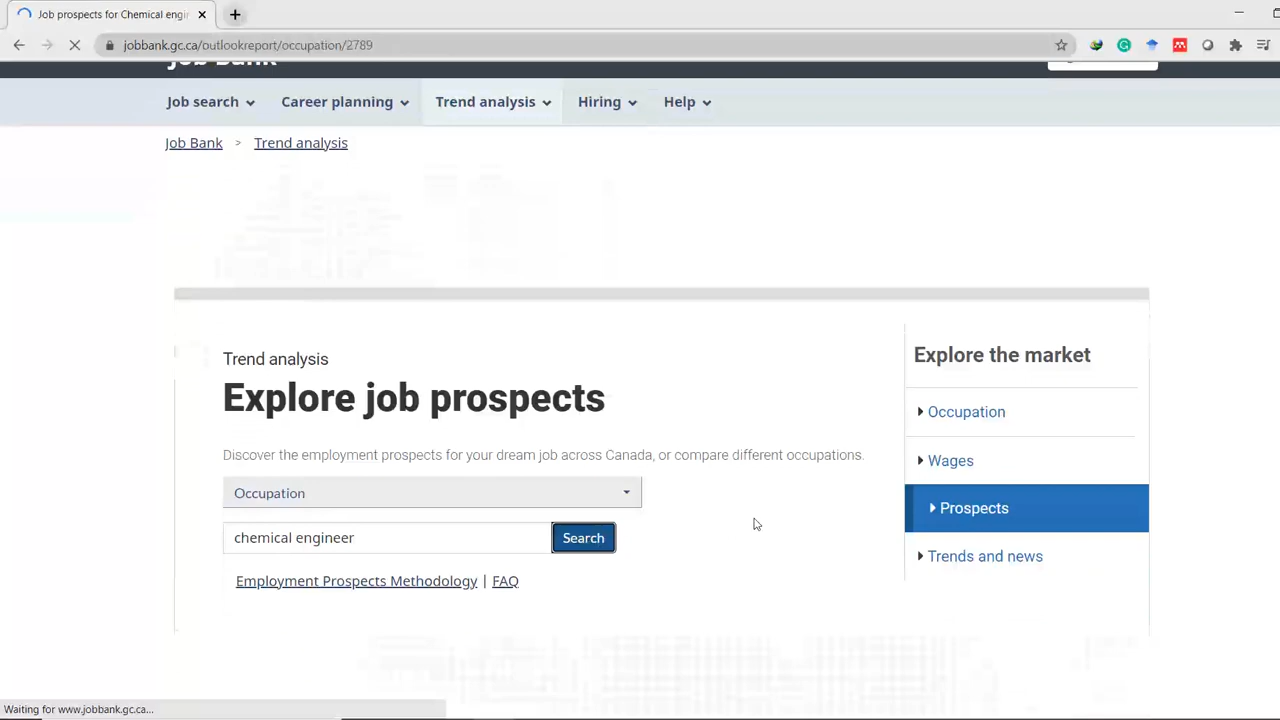 Job prospects for Chemical engir
jobbank.gc.ca/outlookreport/occupation/2789
Job Bank
Job search Career planning Trend analysis Hiring Help
Job Bank > Trend analysis
Trend analysis
Explore job prospects
Discover the employment prospects for your dream job across Canada, or compare different occupations.
Occupation
chemical engineer Search
Employment Prospects Methodology | FAQ
Explore the market
Occupation
Wages
Prospects
Trends and news
Waiting for www.jobbank.gc.ca...